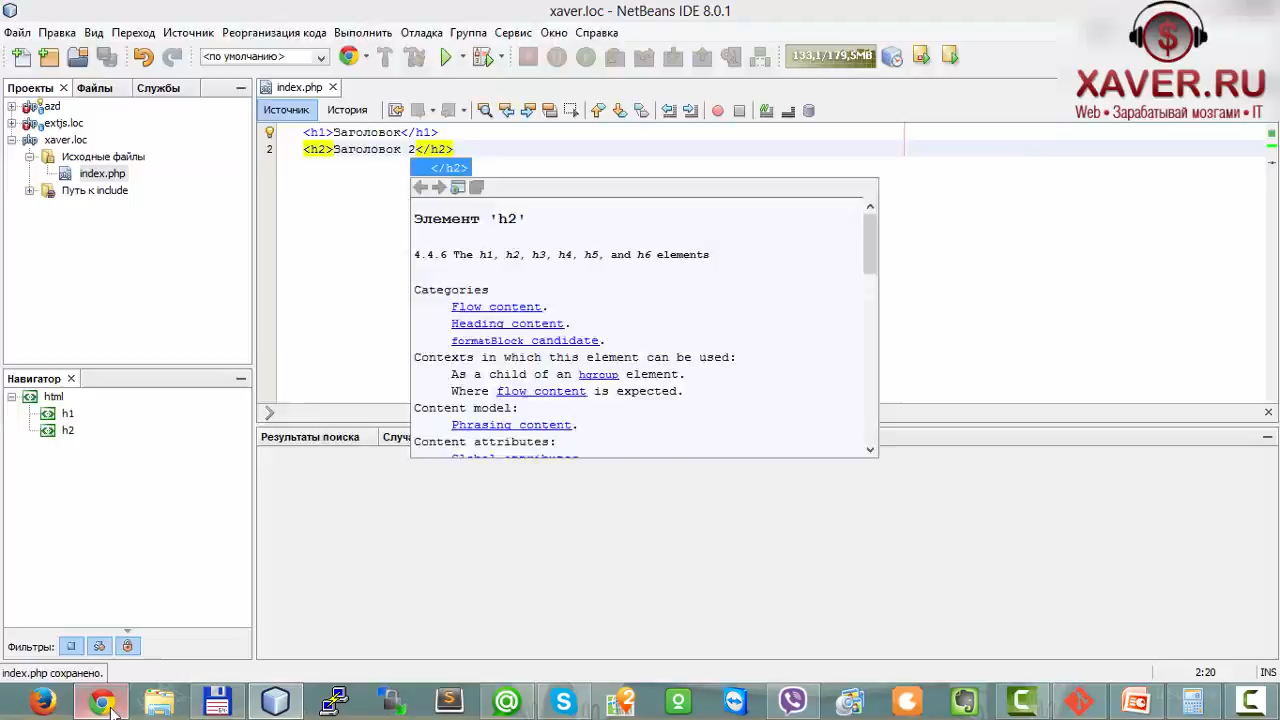 xaver.loc - NetBeans IDE 8.0.1
Файл Правка Вид Переход Источник Реорганизация кода Выполнить Отладка Группа Сервис Окно Справка
<по умолчанию> 133,1/179,5MB
$
XAVER.RU
Web • Зарабатывай мозгами • IT
Проекты Файлы Службы
index.php
azd
extjs.loc
xaver.loc
Исходные файлы
index.php
Путь к include
Источник История
1 <h1>Заголовок</h1>
2 <h2>Заголовок 2</h2>
</h2>
Элемент 'h2'
4.4.6 The h1, h2, h3, h4, h5, and h6 elements
Categories
Flow content.
Heading content.
formatBlock candidate.
Contexts in which this element can be used:
As a child of an hgroup element.
Where flow content is expected.
Content model:
Phrasing content.
Content attributes:
Навигатор
html
h1
h2
Результаты поиска
Фильтры:
index.php сохранено.
2:20 INS